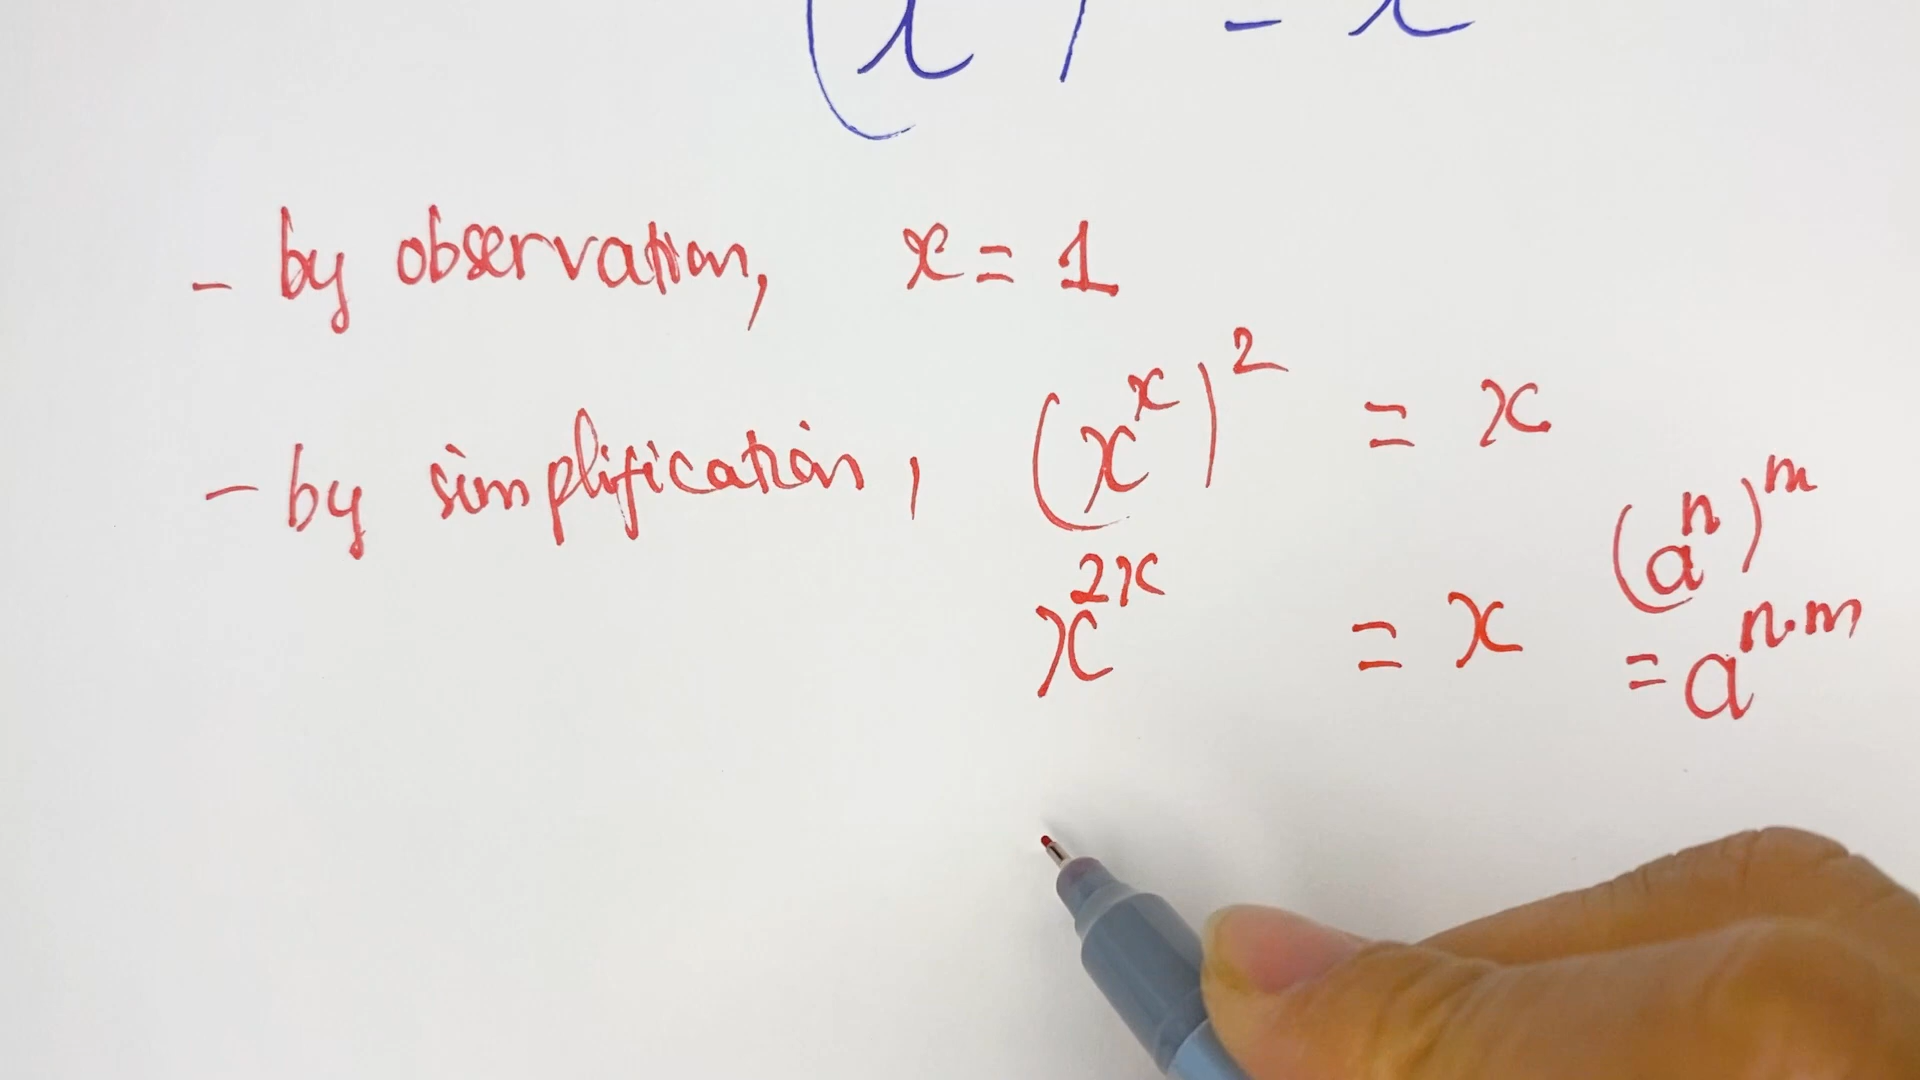 - by observation, x = 1
- by simplification, (x^x)^2 = x
x^2x = x
(a^n)^m
= a^n·m